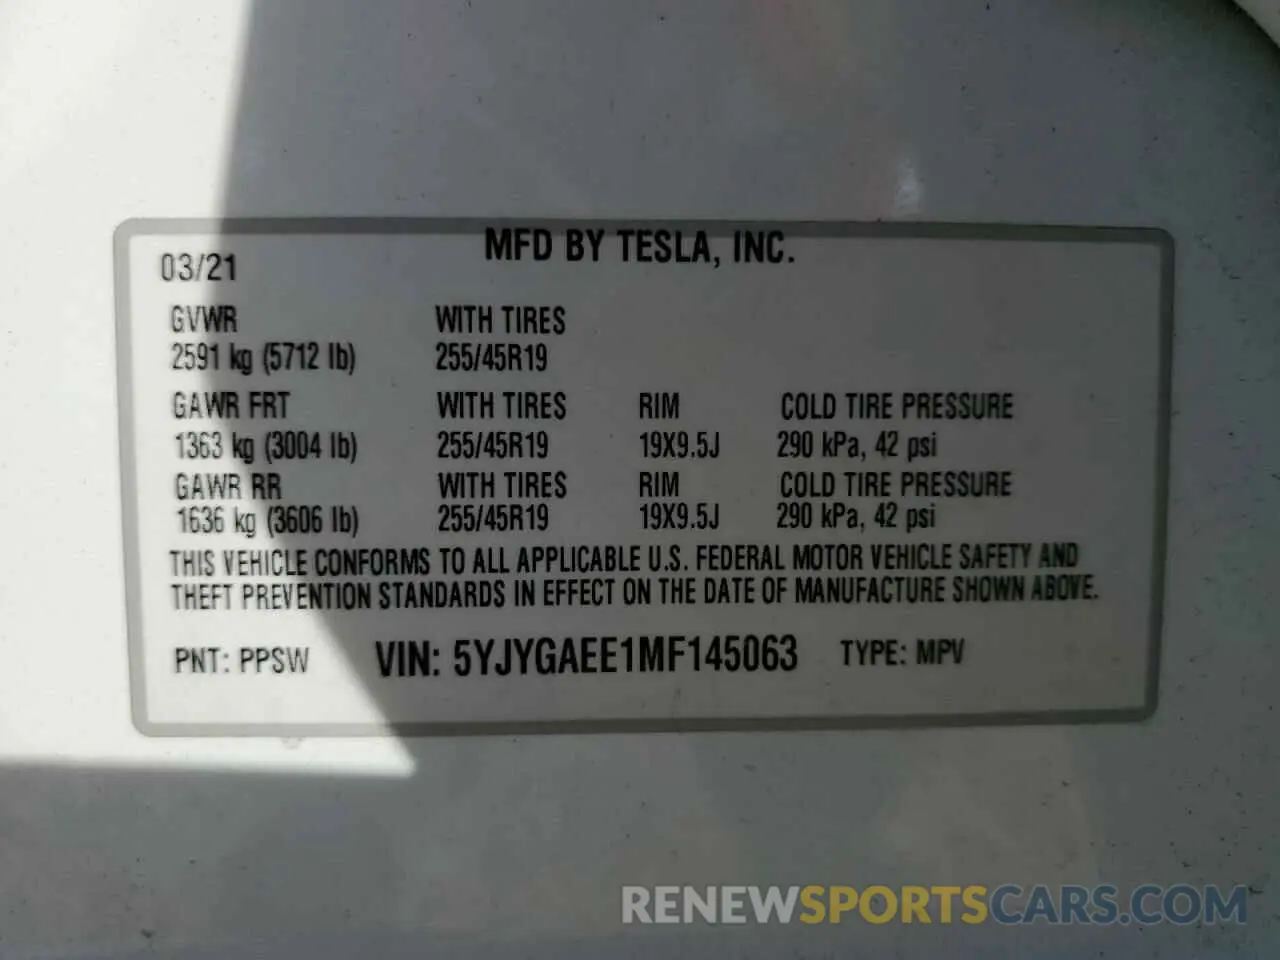 MFD BY TESLA, INC.
03/21
GVWR WITH TIRES
2591 kg (5712 lb) 255/45R19
GAWR FRT WITH TIRES RIM COLD TIRE PRESSURE
1363 kg (3004 lb) 255/45R19 19X9.5J 290 kPa, 42 psi
GAWR RR WITH TIRES RIM COLD TIRE PRESSURE
1636 kg (3606 lb) 255/45R19 19X9.5J 290 kPa, 42 psi
THIS VEHICLE CONFORMS TO ALL APPLICABLE U.S. FEDERAL MOTOR VEHICLE SAFETY AND
THEFT PREVENTION STANDARDS IN EFFECT ON THE DATE OF MANUFACTURE SHOWN ABOVE.
PNT: PPSW VIN: 5YJYGAEE1MF145063 TYPE: MPV
RENEWSPORTSCARS.COM